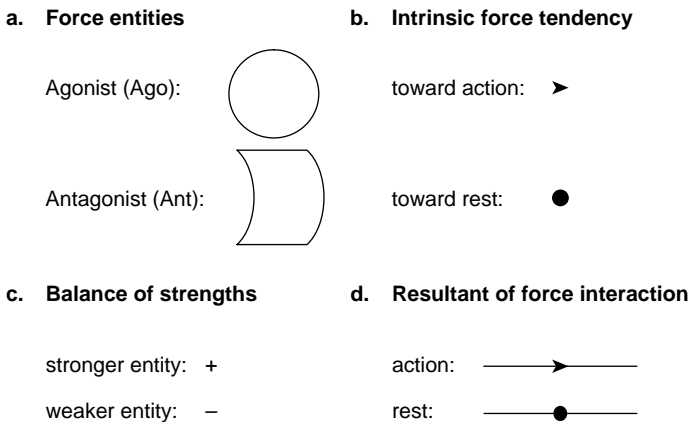 a. Force entities
b. Intrinsic force tendency
Agonist (Ago):
toward action:
Antagonist (Ant):
toward rest:
c. Balance of strengths
d. Resultant of force interaction
stronger entity: +
action:
weaker entity: –
rest: